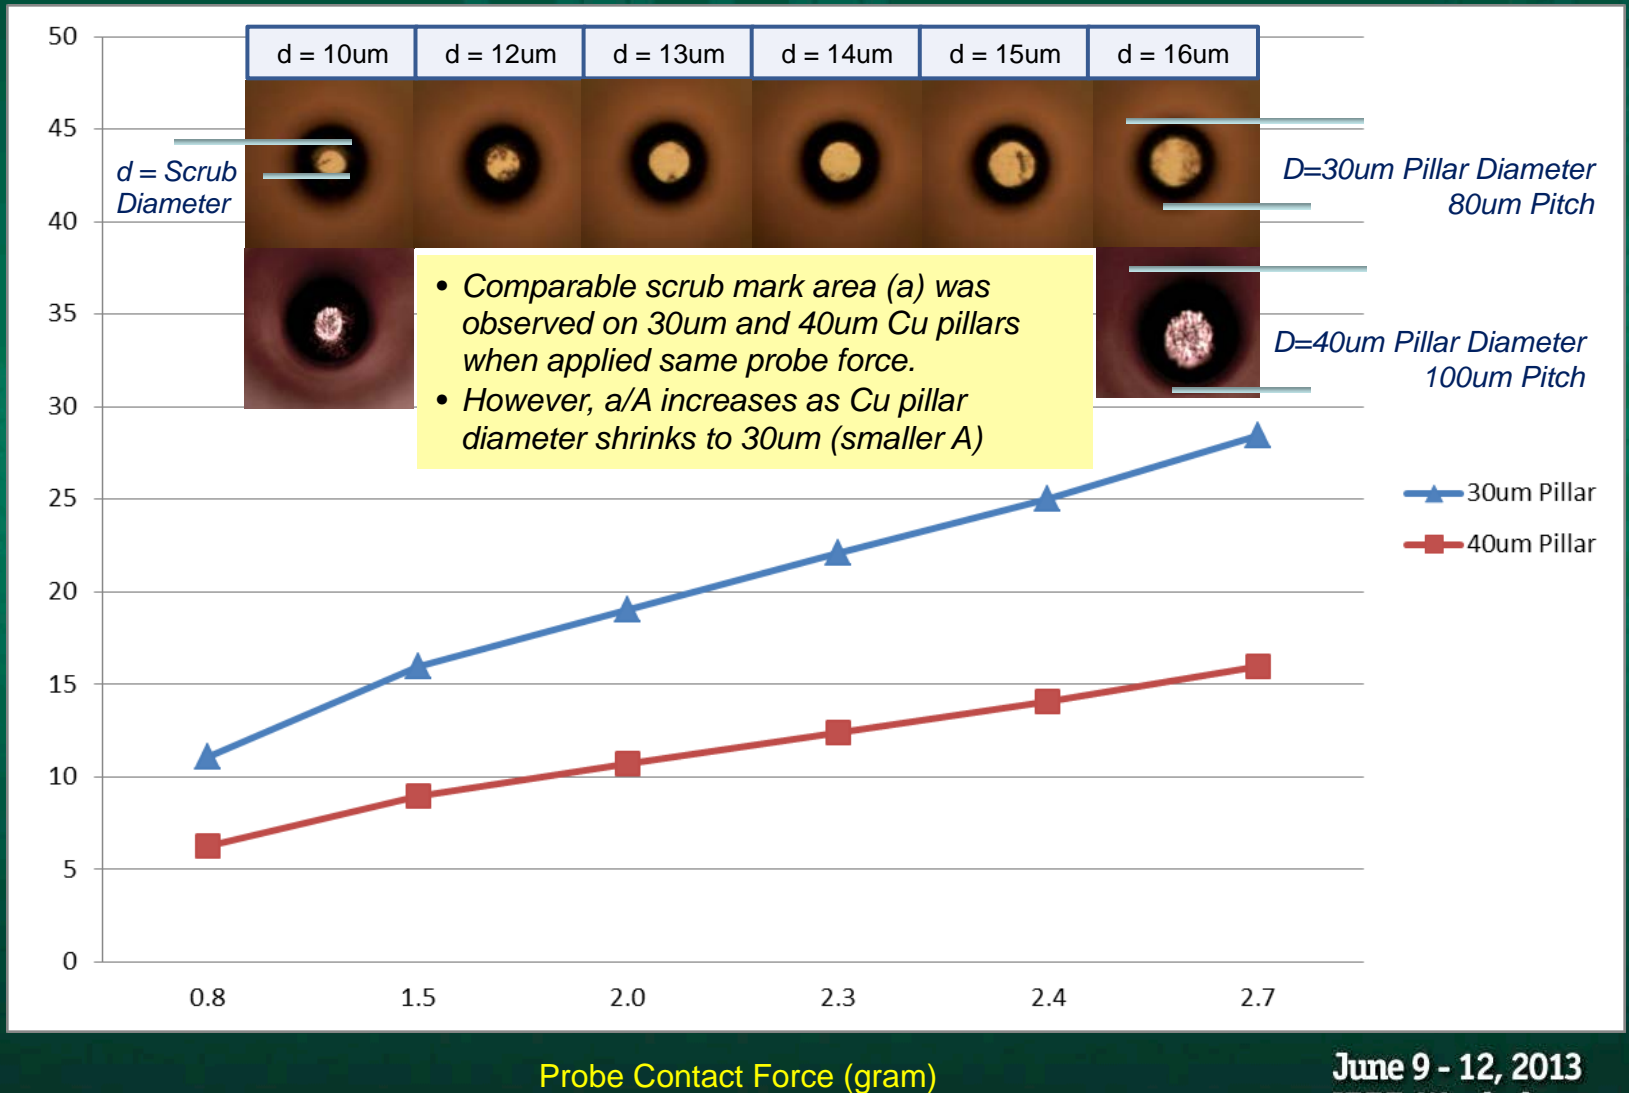 50
45
40
35
30
25
20
15
10
5
0
d = 10um
d = 12um
d = 13um
d = 14um
d = 15um
d = 16um
d = Scrub
Diameter
D=30um Pillar Diameter
80um Pitch
D=40um Pillar Diameter
100um Pitch
• Comparable scrub mark area (a) was
observed on 30um and 40um Cu pillars
when applied same probe force.
• However, a/A increases as Cu pillar
diameter shrinks to 30um (smaller A)
30um Pillar
40um Pillar
0.8
1.5
2.0
2.3
2.4
2.7
Probe Contact Force (gram)
June 9 - 12, 2013